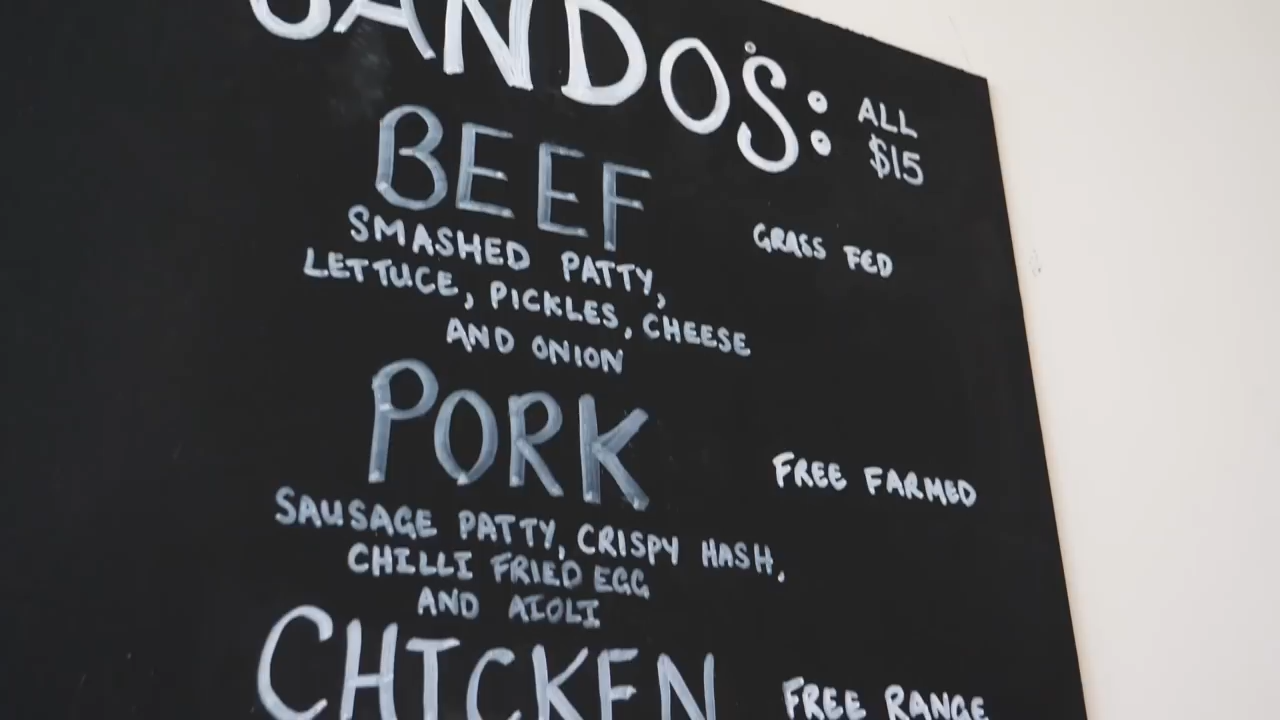 SANDOS:
ALL
$15
BEEF
SMASHED PATTY,
GRASS FED
LETTUCE, PICKLES, CHEESE
AND ONION
PORK
FREE FARMED
SAUSAGE PATTY, CRISPY HASH,
CHILLI FRIED EGG
AND AIOLI
CHICKEN
FREE RANGE